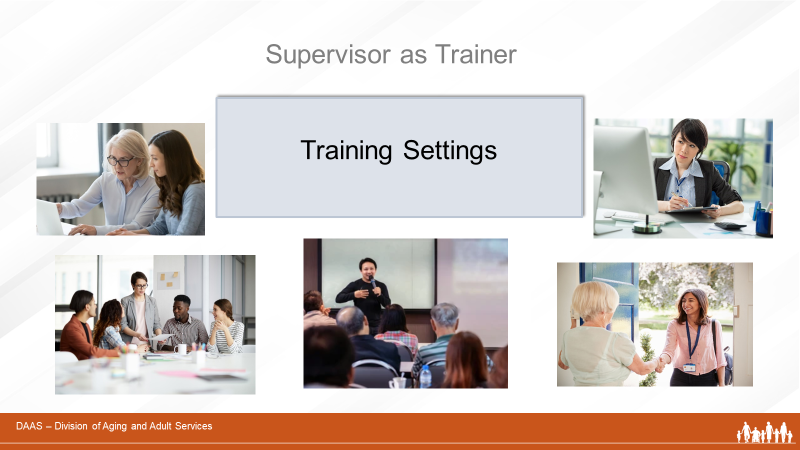 Supervisor as Trainer
Training Settings
DAAS – Division of Aging and Adult Services